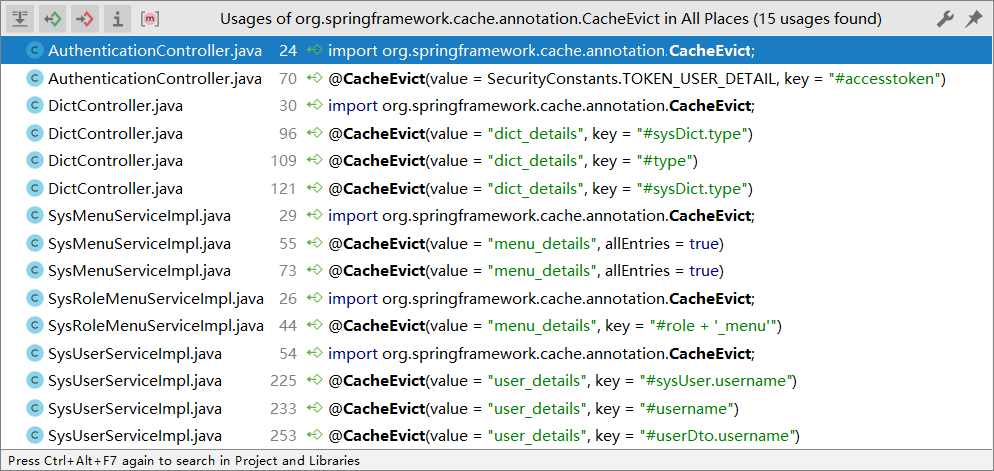 Usages of org.springframework.cache.annotation.CacheEvict in All Places (15 usages found)
C AuthenticationController.java 24 import org.springframework.cache.annotation.CacheEvict;
C AuthenticationController.java 70 @CacheEvict(value = SecurityConstants.TOKEN_USER_DETAIL, key = "#accesstoken")
C DictController.java 30 import org.springframework.cache.annotation.CacheEvict;
C DictController.java 96 @CacheEvict(value = "dict_details", key = "#sysDict.type")
C DictController.java 109 @CacheEvict(value = "dict_details", key = "#type")
C DictController.java 121 @CacheEvict(value = "dict_details", key = "#sysDict.type")
C SysMenuServiceImpl.java 29 import org.springframework.cache.annotation.CacheEvict;
C SysMenuServiceImpl.java 55 @CacheEvict(value = "menu_details", allEntries = true)
C SysMenuServiceImpl.java 73 @CacheEvict(value = "menu_details", allEntries = true)
C SysRoleMenuServiceImpl.java 26 import org.springframework.cache.annotation.CacheEvict;
C SysRoleMenuServiceImpl.java 44 @CacheEvict(value = "menu_details", key = "#role + '_menu'")
C SysUserServiceImpl.java 54 import org.springframework.cache.annotation.CacheEvict;
C SysUserServiceImpl.java 225 @CacheEvict(value = "user_details", key = "#sysUser.username")
C SysUserServiceImpl.java 233 @CacheEvict(value = "user_details", key = "#username")
C SysUserServiceImpl.java 253 @CacheEvict(value = "user_details", key = "#userDto.username")
Press Ctrl+Alt+F7 again to search in Project and Libraries